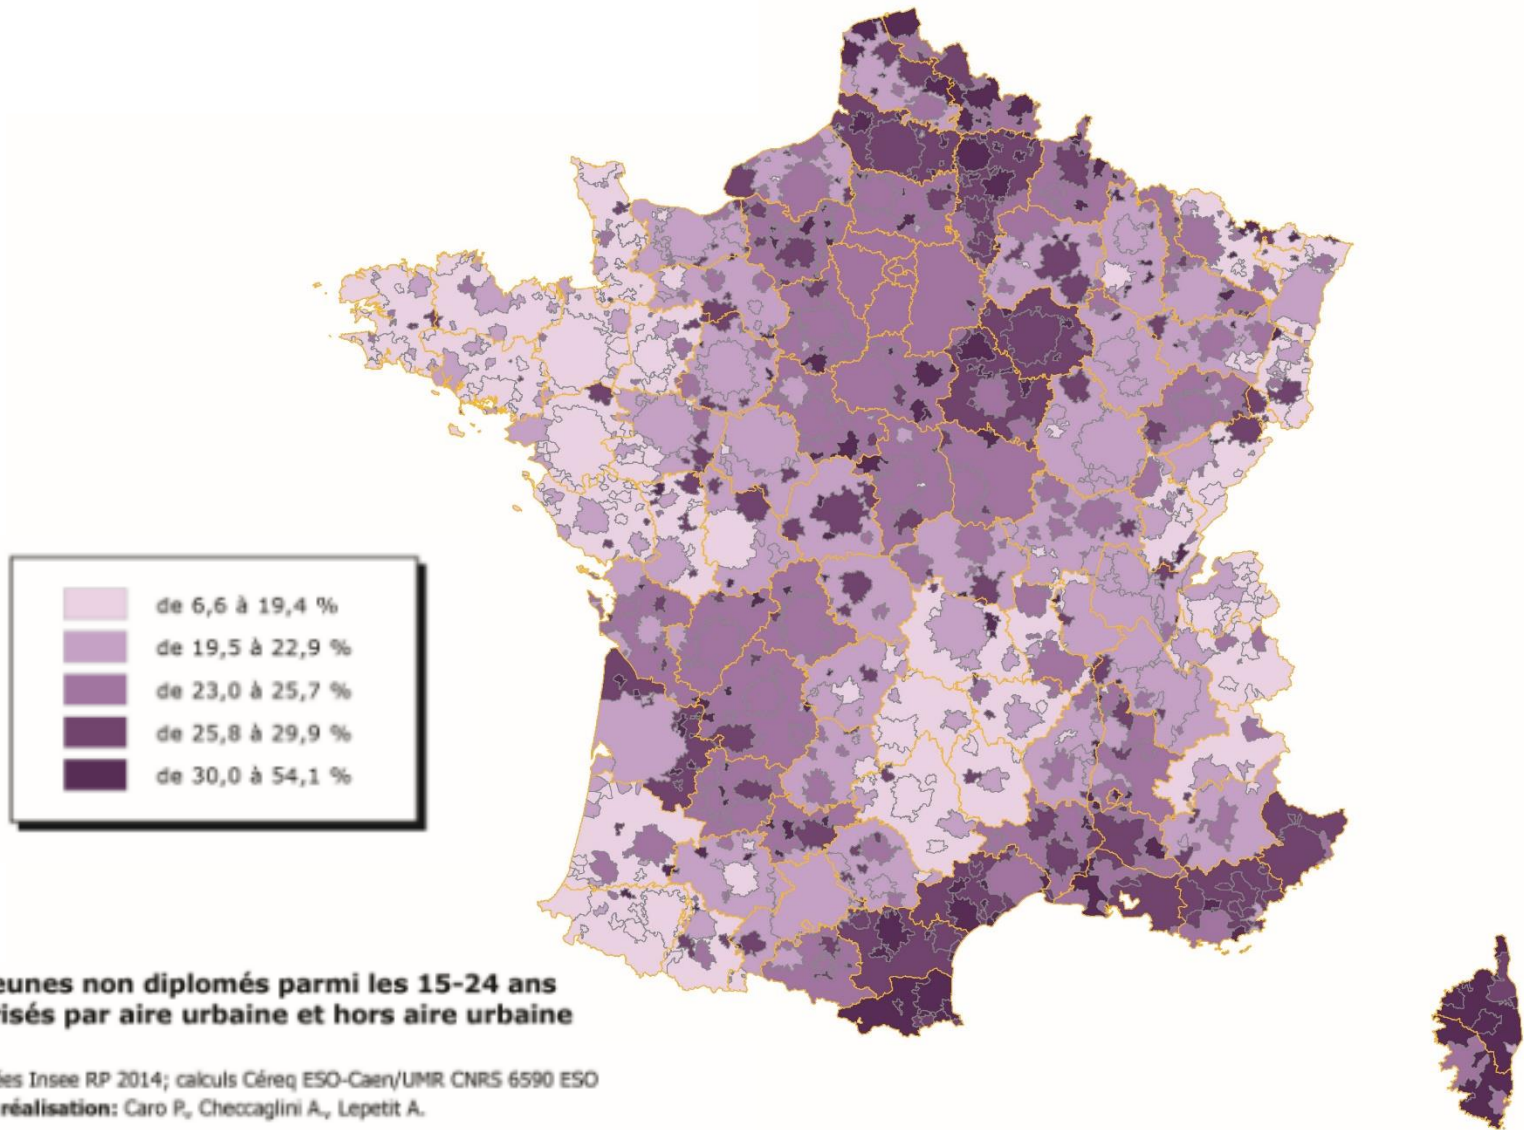 de 6,6 à 19,4 %
de 19,5 à 22,9 %
de 23,0 à 25,7 %
de 25,8 à 29,9 %
de 30,0 à 54,1 %
eunes non diplomés parmi les 15-24 ans
risés par aire urbaine et hors aire urbaine
ées Insee RP 2014; calculs Céreq ESO-Caen/UMR CNRS 6590 ESO
réalisation: Caro P., Checcaglini A., Lepetit A.